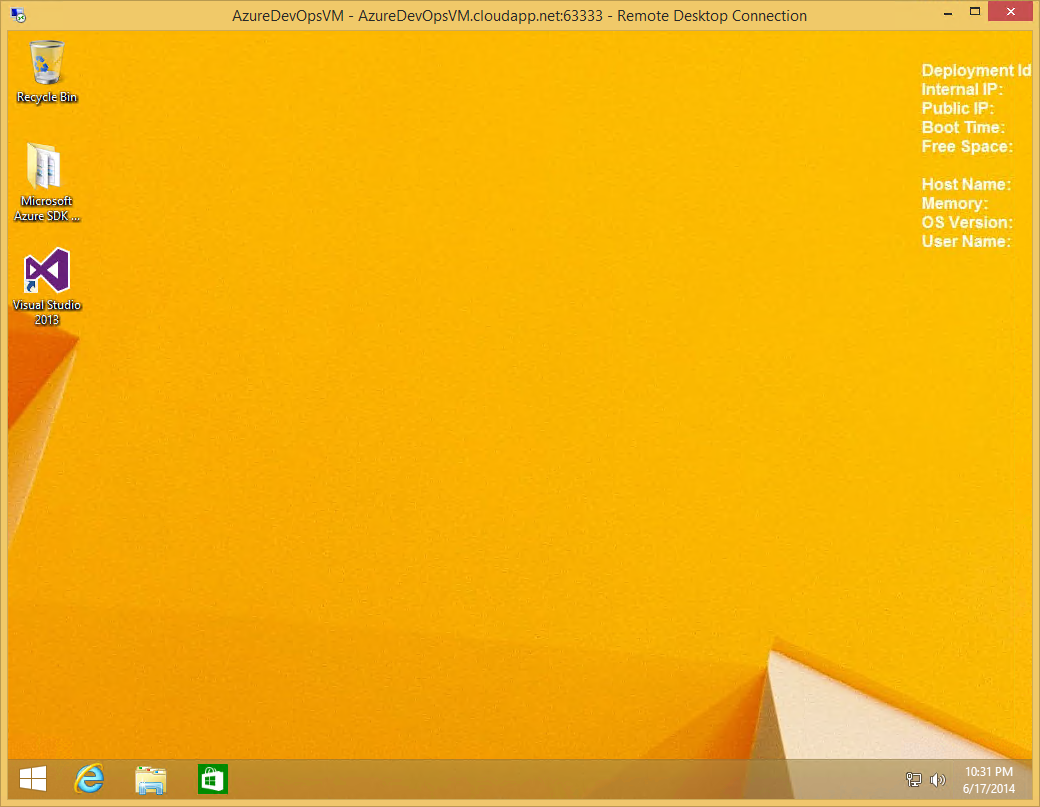 AzureDevOpsVM - AzureDevOpsVM.cloudapp.net:63333 - Remote Desktop Connection
Recycle Bin
Microsoft
Azure SDK ...
Visual Studio
2013
Deployment Id
Internal IP:
Public IP:
Boot Time:
Free Space:
Host Name:
Memory:
OS Version:
User Name:
10:31 PM
6/17/2014